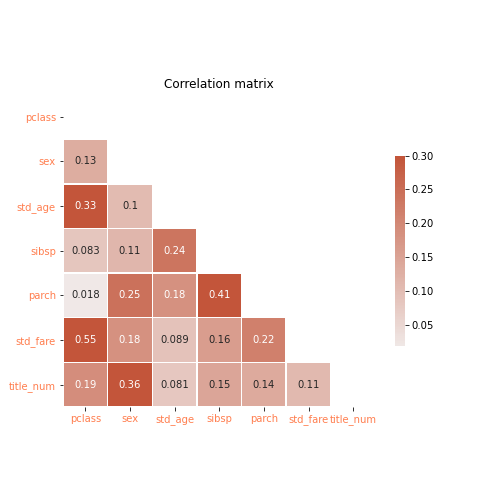 Correlation matrix
pclass
sex 0.13
std_age 0.33 0.1
sibsp 0.083 0.11 0.24
parch 0.018 0.25 0.18 0.41
std_fare 0.55 0.18 0.089 0.16 0.22
title_num 0.19 0.36 0.081 0.15 0.14 0.11
pclass sex std_age sibsp parch std_fare title_num
0.30
0.25
0.20
0.15
0.10
0.05